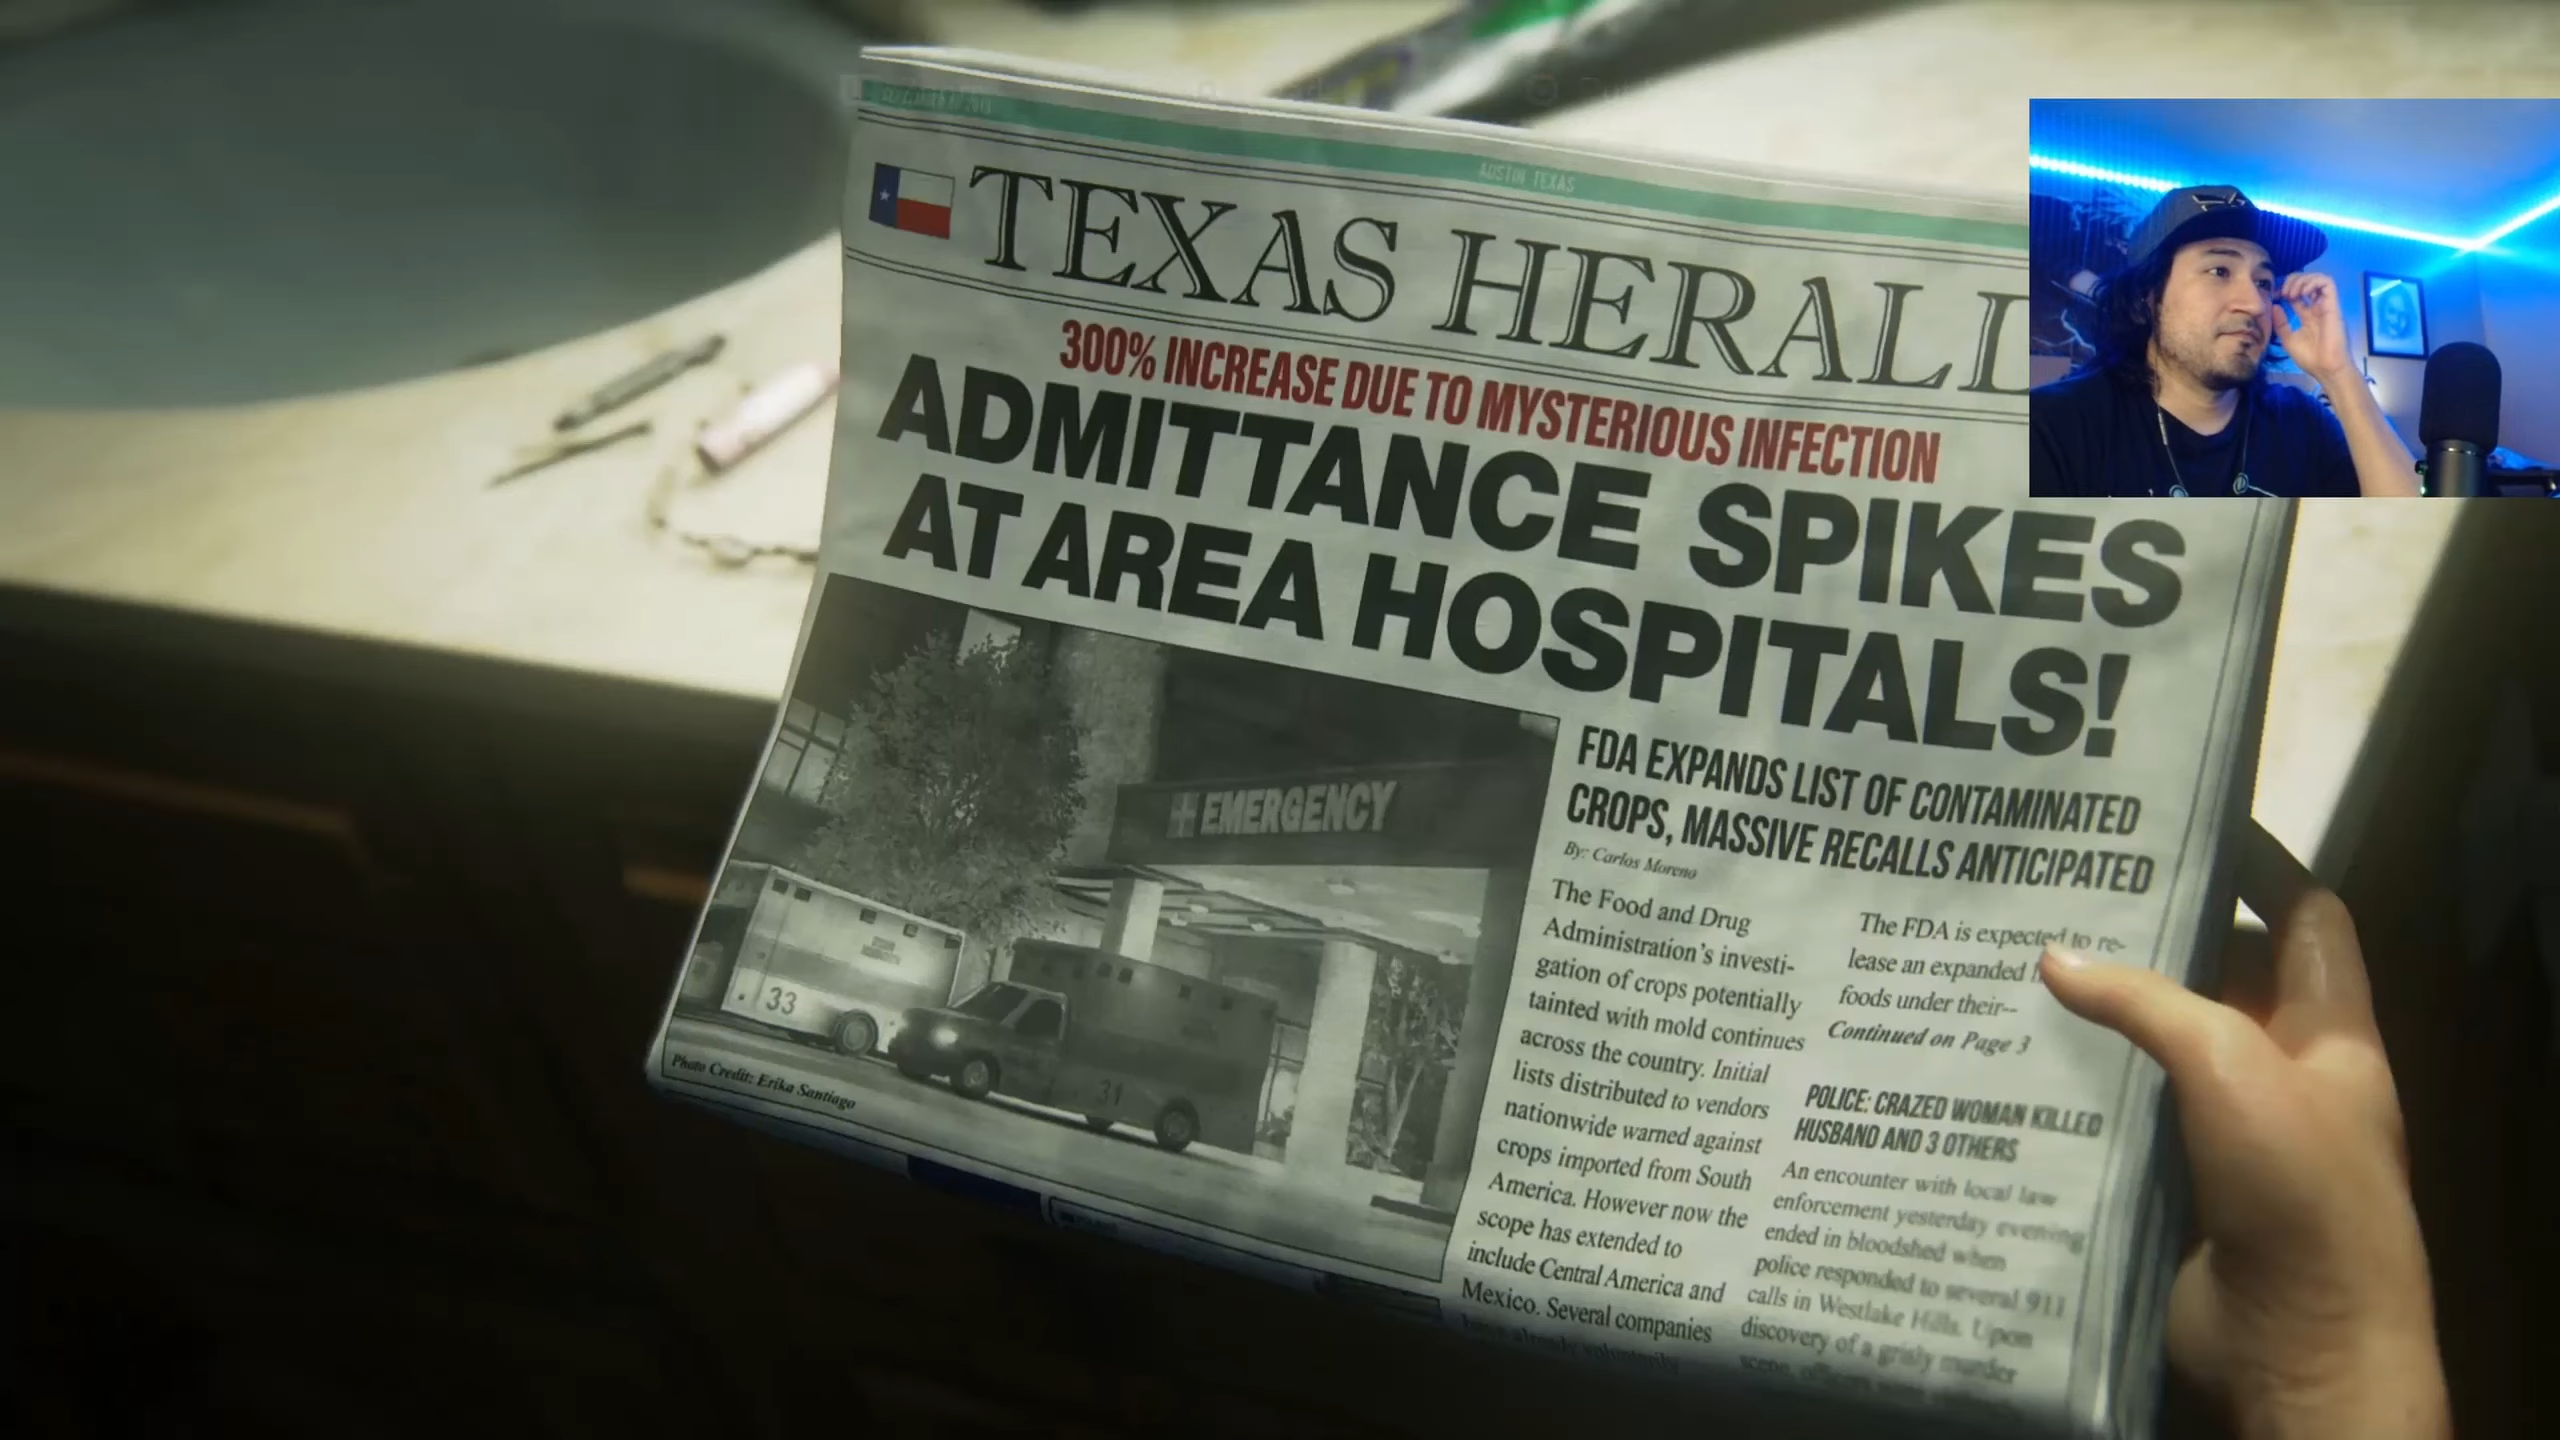 AUSTIN TEXAS
TEXAS HERALD
300% INCREASE DUE TO MYSTERIOUS INFECTION
ADMITTANCE SPIKES
AT AREA HOSPITALS!
EMERGENCY
33
31
Photo Credit: Erika Santiago
FDA EXPANDS LIST OF CONTAMINATED
CROPS, MASSIVE RECALLS ANTICIPATED
By: Carlos Moreno
The Food and Drug
Administration's investi-
gation of crops potentially
tainted with mold continues
across the country. Initial
lists distributed to vendors
nationwide warned against
crops imported from South
America. However now the
scope has extended to
include Central America and
Mexico. Several companies
have already voluntarily
The FDA is expected to re-
lease an expanded
foods under their--
Continued on Page 3
POLICE: CRAZED WOMAN KILLED
HUSBAND AND 3 OTHERS
An encounter with local law
enforcement yesterday evening
ended in bloodshed when
police responded to several 911
calls in Westlake Hills. Upon
discovery of a grisly murder